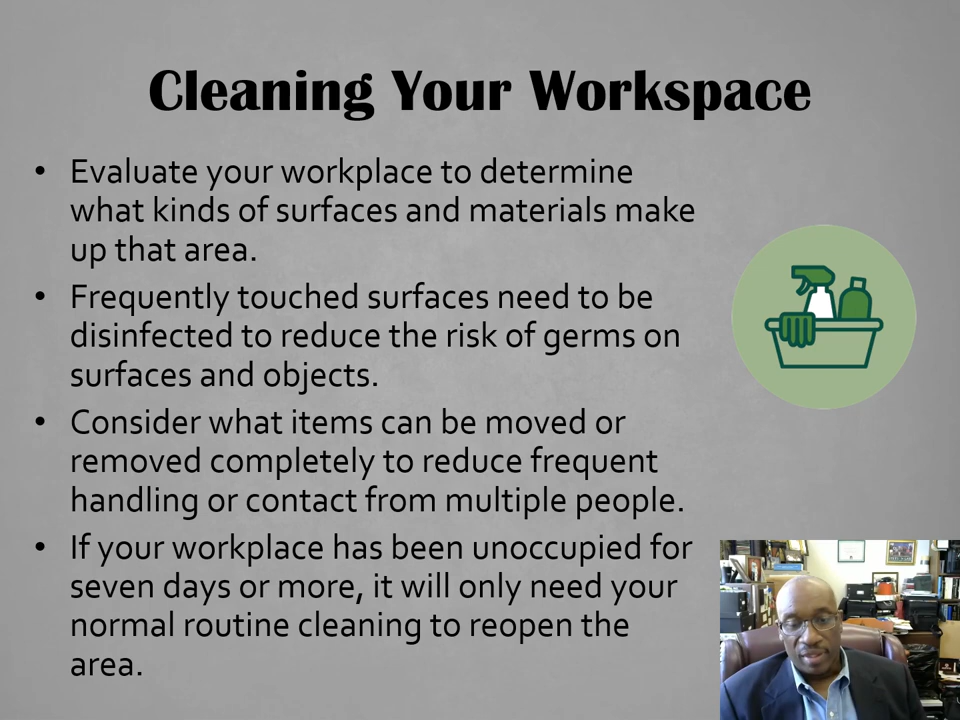 Cleaning Your Workspace
• Evaluate your workplace to determine
what kinds of surfaces and materials make
up that area.
• Frequently touched surfaces need to be
disinfected to reduce the risk of germs on
surfaces and objects.
• Consider what items can be moved or
removed completely to reduce frequent
handling or contact from multiple people.
• If your workplace has been unoccupied for
seven days or more, it will only need your
normal routine cleaning to reopen the
area.